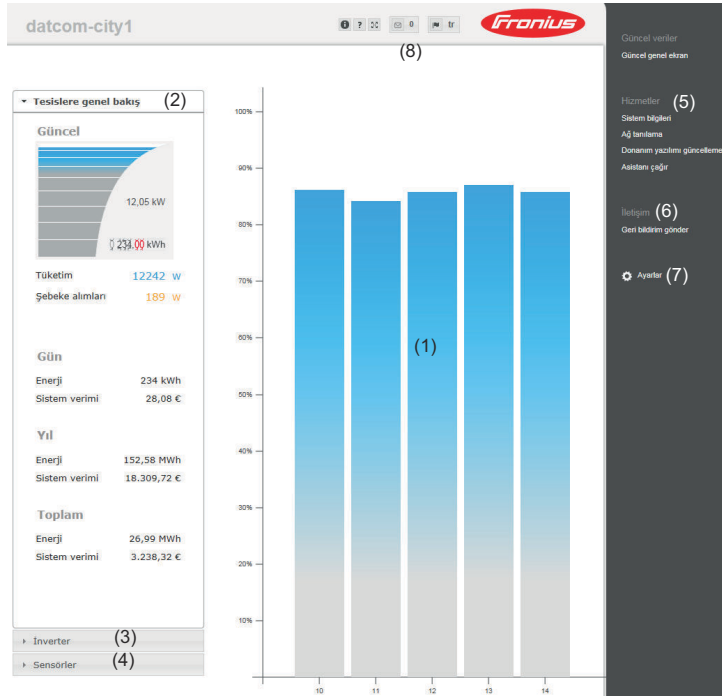 datcom-city1
i ? 0 tr
Fronius
(8)
Tesislere genel bakış (2)
Güncel
12,05 kW
0 234,00 kWh
Tüketim 12242 W
Şebeke alımları 189 W
Gün
Enerji 234 kWh
Sistem verimi 28,08 €
Yıl
Enerji 152,58 MWh
Sistem verimi 18.309,72 €
Toplam
Enerji 26,99 MWh
Sistem verimi 3.238,32 €
İnverter (3)
Sensörler (4)
100%
90%
80%
70%
60%
50%
40%
30%
20%
10%
(1)
10 11 12 13 14
Güncel veriler
Güncel genel ekran
Hizmetler (5)
Sistem bilgileri
Ağ tanılama
Donanım yazılımı güncelleme
Asistanı çağır
İletişim (6)
Geri bildirim gönder
Ayarlar (7)